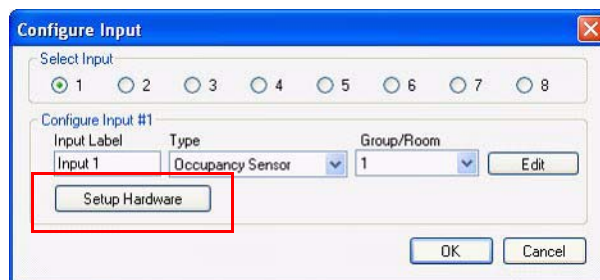 Configure Input
Select Input
1 2 3 4 5 6 7 8
Configure Input #1
Input Label Type Group/Room
Input 1 Occupancy Sensor 1 Edit
Setup Hardware
OK Cancel